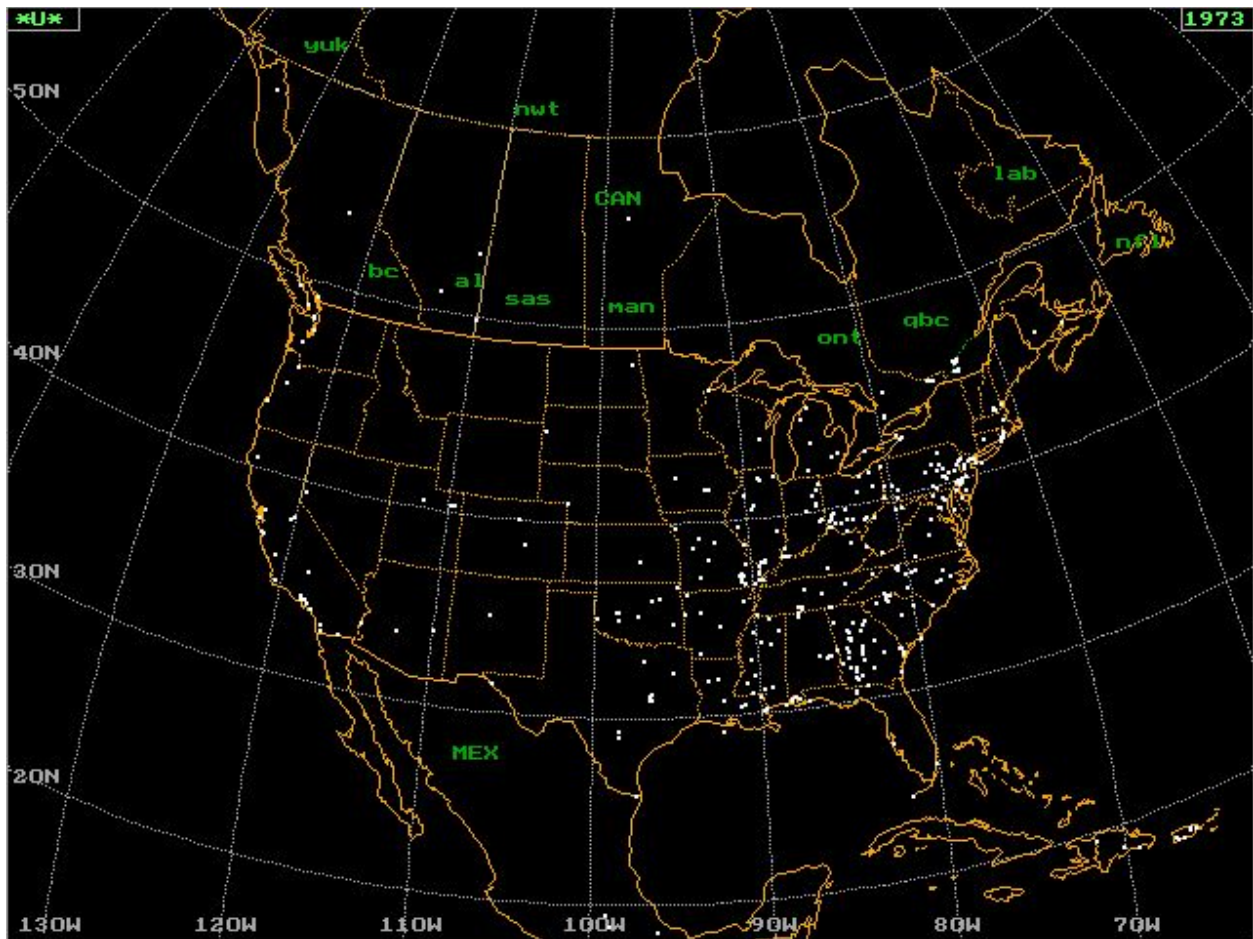 *U*
1973
yuk
50N
nwt
lab
CAN
nfl
bc
al
sas
man
qbc
ont
40N
30N
MEX
20N
130W
120W
110W
100W
90W
80W
70W